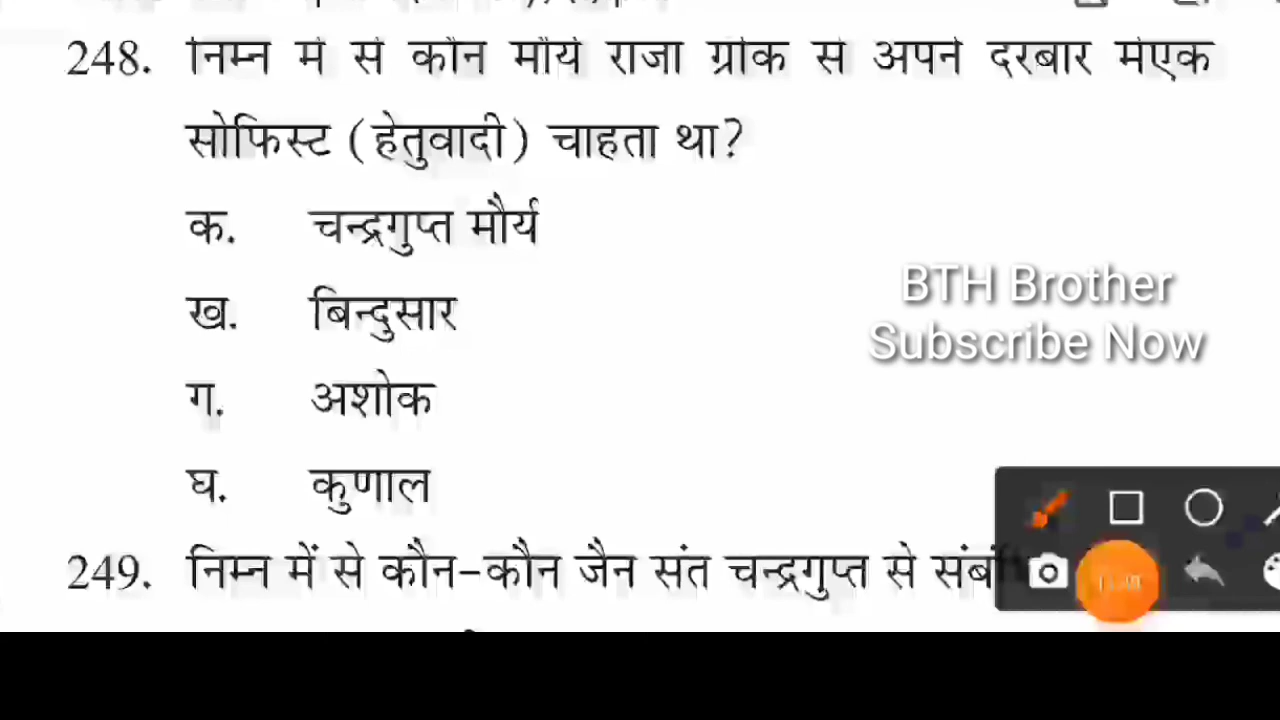 248. निम्न में से कौन मौर्य राजा ग्रीक से अपने दरबार मेंएक
सोफिस्ट (हेतुवादी) चाहता था?
क. चन्द्रगुप्त मौर्य
ख. बिन्दुसार
ग. अशोक
घ. कुणाल
BTH Brother
Subscribe Now
249. निम्न में से कौन-कौन जैन संत चन्द्रगुप्त से